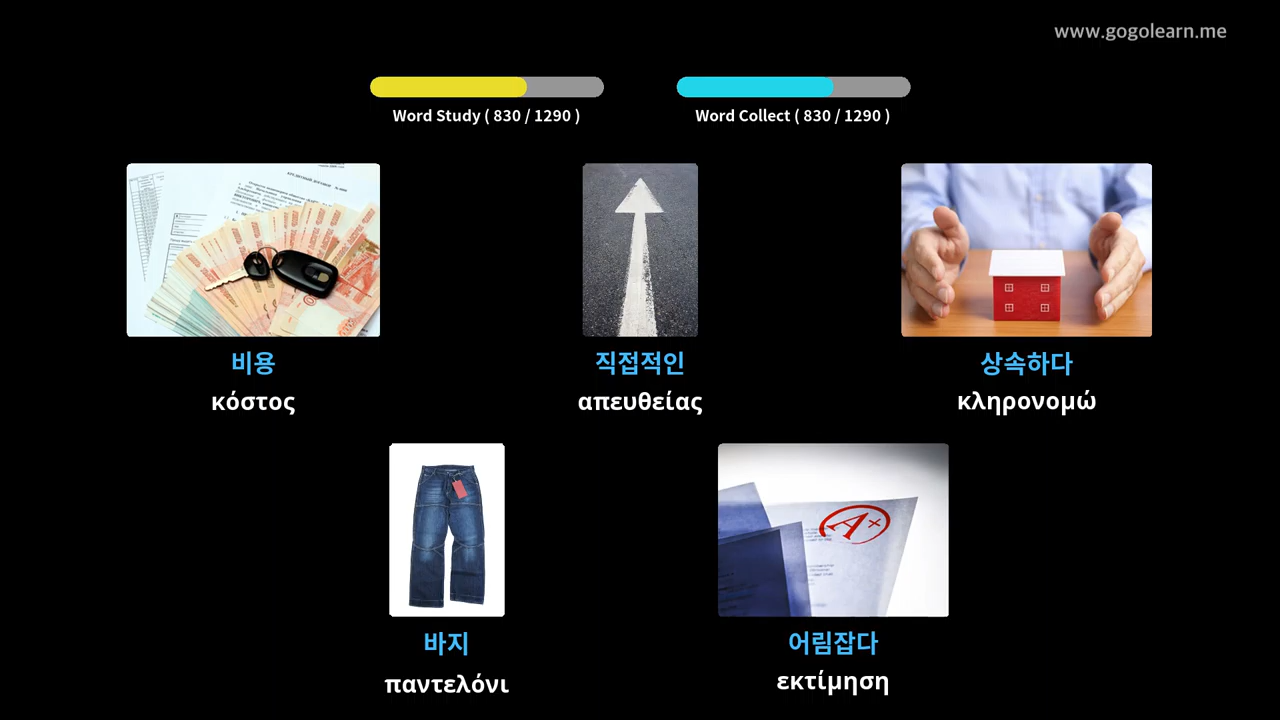 www.gogolearn.me
Word Study ( 830 / 1290 )
Word Collect ( 830 / 1290 )
비용
κόστος
직접적인
απευθείας
상속하다
κληρονομώ
A+
바지
παντελόνι
어림잡다
εκτίμηση